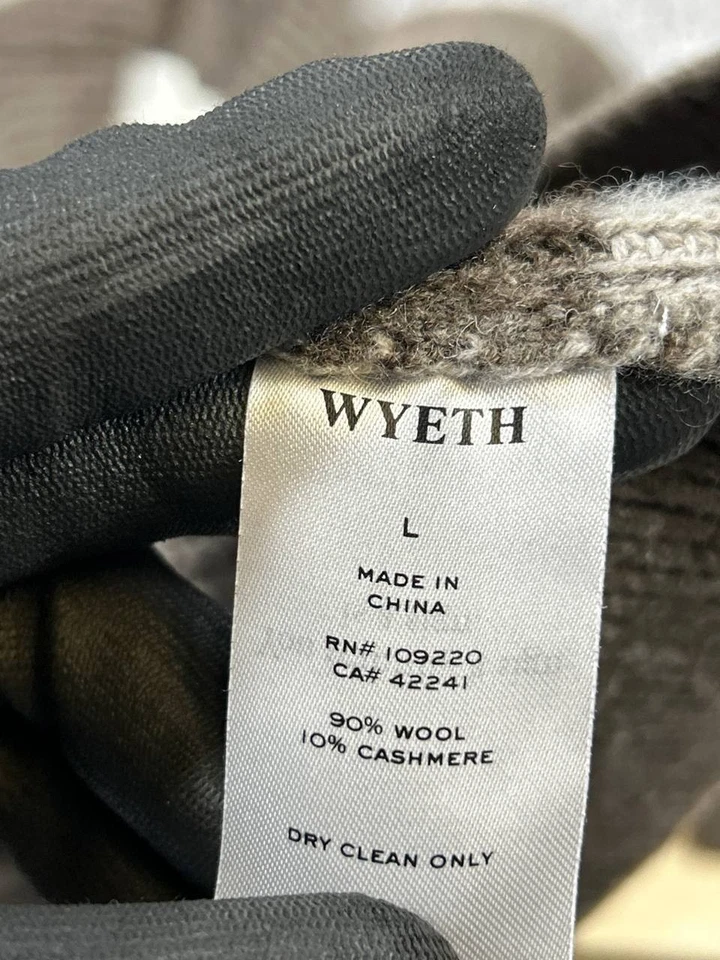 WYETH
L
MADE IN
CHINA
RN# 109220
CA# 42241
90% WOOL
10% CASHMERE
DRY CLEAN ONLY